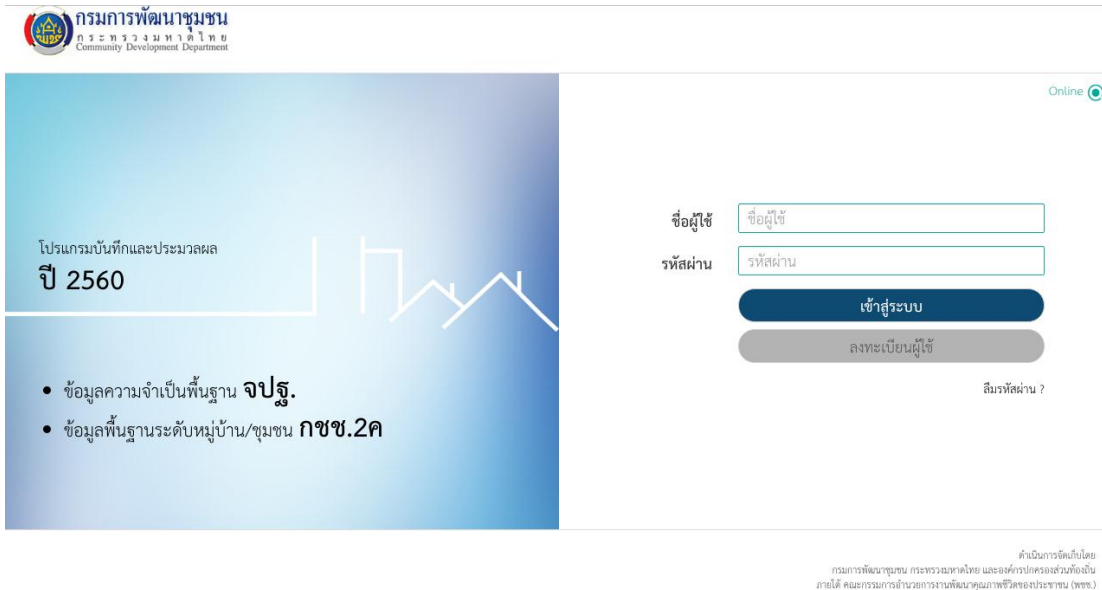 กรมการพัฒนาชุมชน
กระทรวงมหาดไทย
Community Development Department
Online
โปรแกรมบันทึกและประมวลผล
ปี 2560
• ข้อมูลความจำเป็นพื้นฐาน จปฐ.
• ข้อมูลพื้นฐานระดับหมู่บ้าน/ชุมชน กชช.2ค
ชื่อผู้ใช้ ชื่อผู้ใช้
รหัสผ่าน รหัสผ่าน
เข้าสู่ระบบ
ลงทะเบียนผู้ใช้
ลืมรหัสผ่าน ?
ดำเนินการจัดเก็บโดย
กรมการพัฒนาชุมชน กระทรวงมหาดไทย และองค์กรปกครองส่วนท้องถิ่น
ภายใต้ คณะกรรมการอำนวยการงานพัฒนาคุณภาพชีวิตของประชาชน (พชช.)